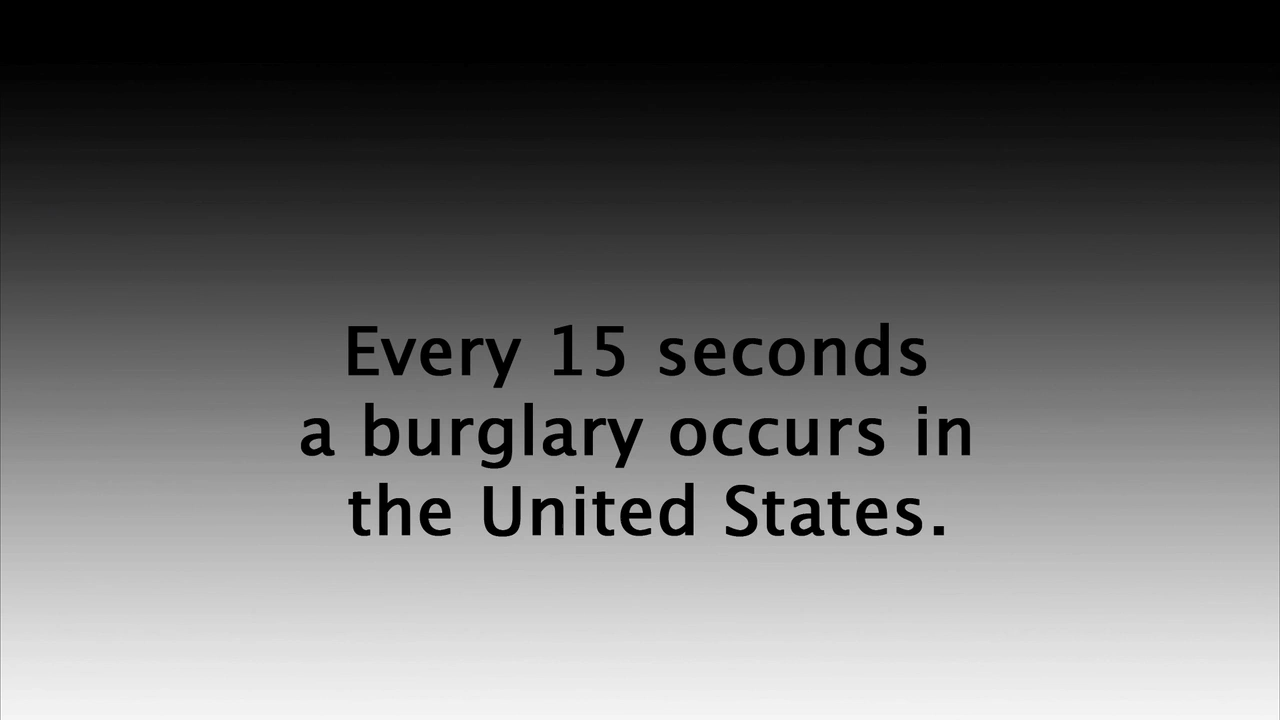 Every 15 seconds
a burglary occurs in
the United States.